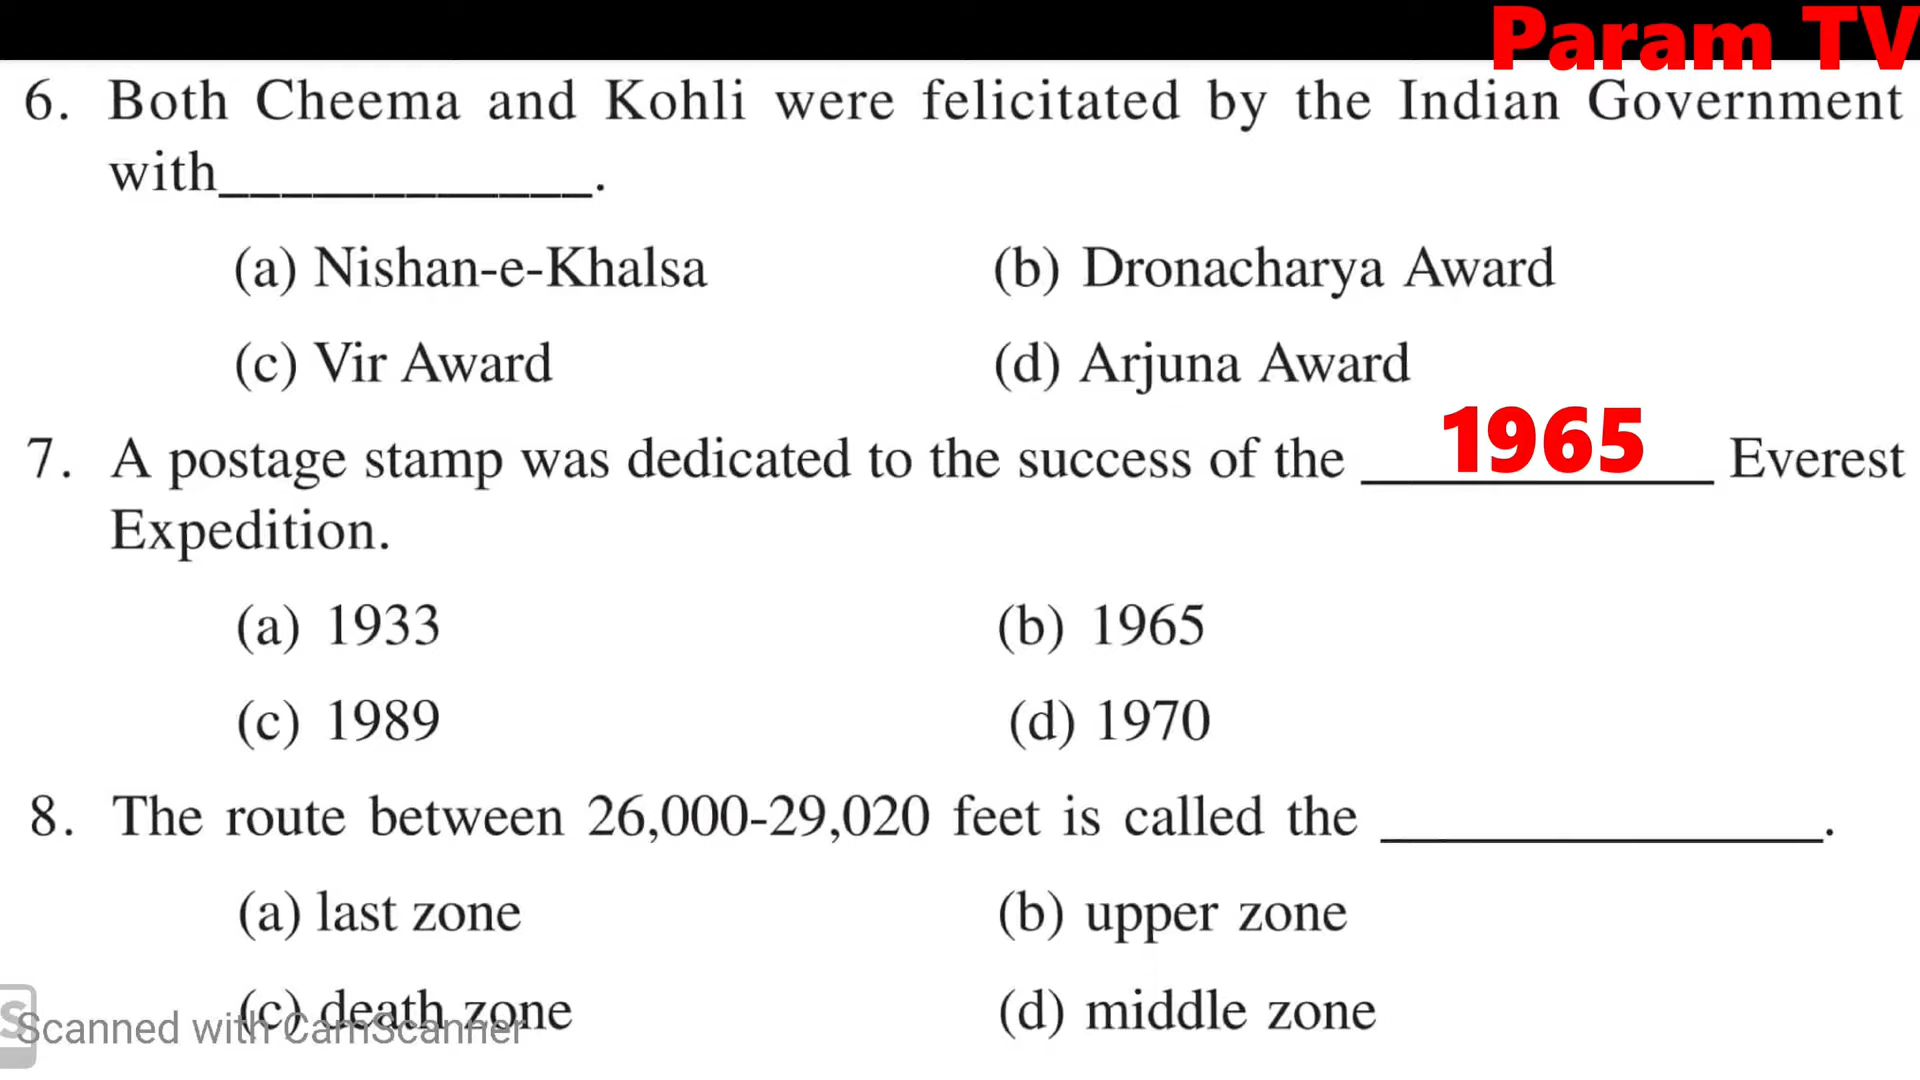 Param TV
6. Both Cheema and Kohli were felicitated by the Indian Government
with____________.
(a) Nishan-e-Khalsa (b) Dronacharya Award
(c) Vir Award (d) Arjuna Award
7. A postage stamp was dedicated to the success of the 1965 Everest
Expedition.
(a) 1933 (b) 1965
(c) 1989 (d) 1970
8. The route between 26,000-29,020 feet is called the ______________.
(a) last zone (b) upper zone
(c) death zone (d) middle zone
Scanned with CamScanner